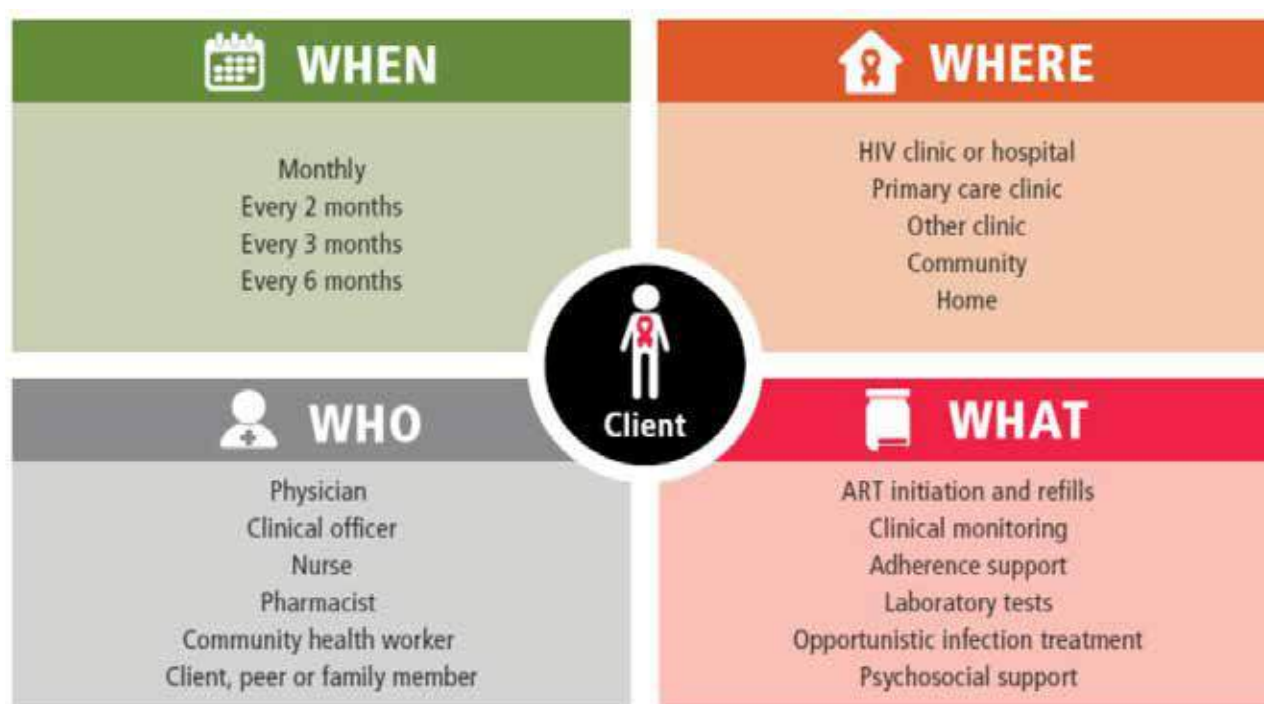 WHEN
Monthly
Every 2 months
Every 3 months
Every 6 months
WHERE
HIV clinic or hospital
Primary care clinic
Other clinic
Community
Home
Client
WHO
Physician
Clinical officer
Nurse
Pharmacist
Community health worker
Client, peer or family member
WHAT
ART initiation and refills
Clinical monitoring
Adherence support
Laboratory tests
Opportunistic infection treatment
Psychosocial support